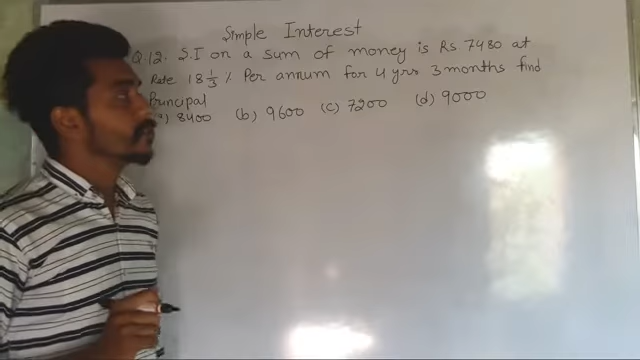 Simple Interest
Q.12. S.I on a sum of money is Rs 7480 at
Rate 18 1/3 % Per annum for 4 yrs 3 months find
Principal
a) 8400 (b) 9600 (c) 7200 (d) 9000